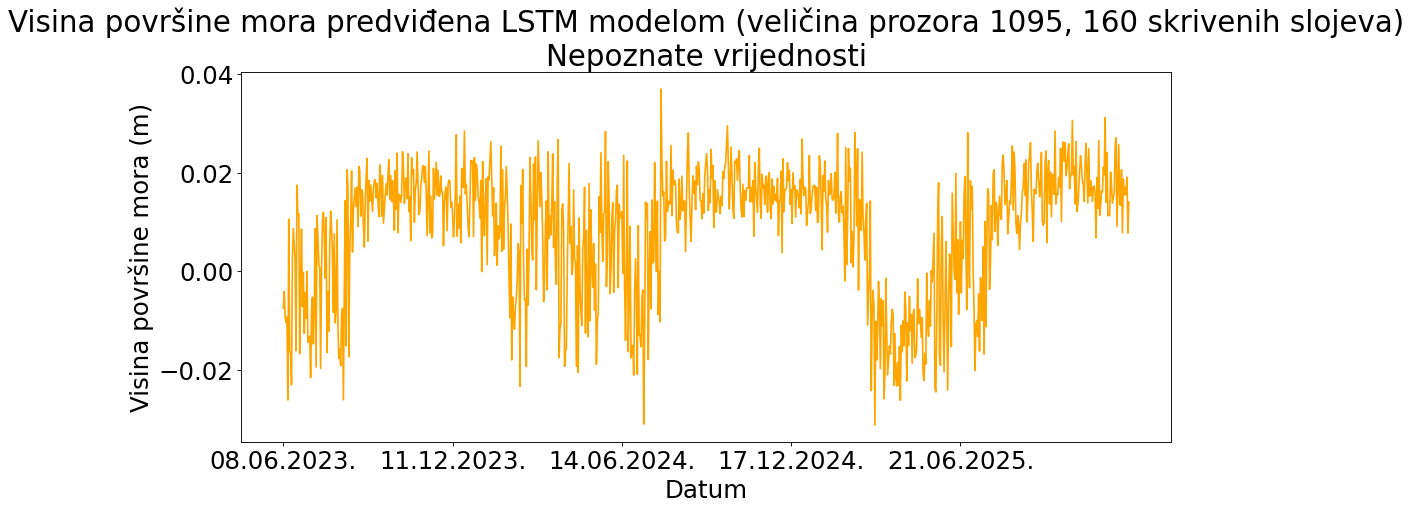 Visina površine mora predviđena LSTM modelom (veličina prozora 1095, 160 skrivenih slojeva)
Nepoznate vrijednosti
0.04
0.02
0.00
−0.02
Visina površine mora (m)
08.06.2023. 11.12.2023. 14.06.2024. 17.12.2024. 21.06.2025.
Datum